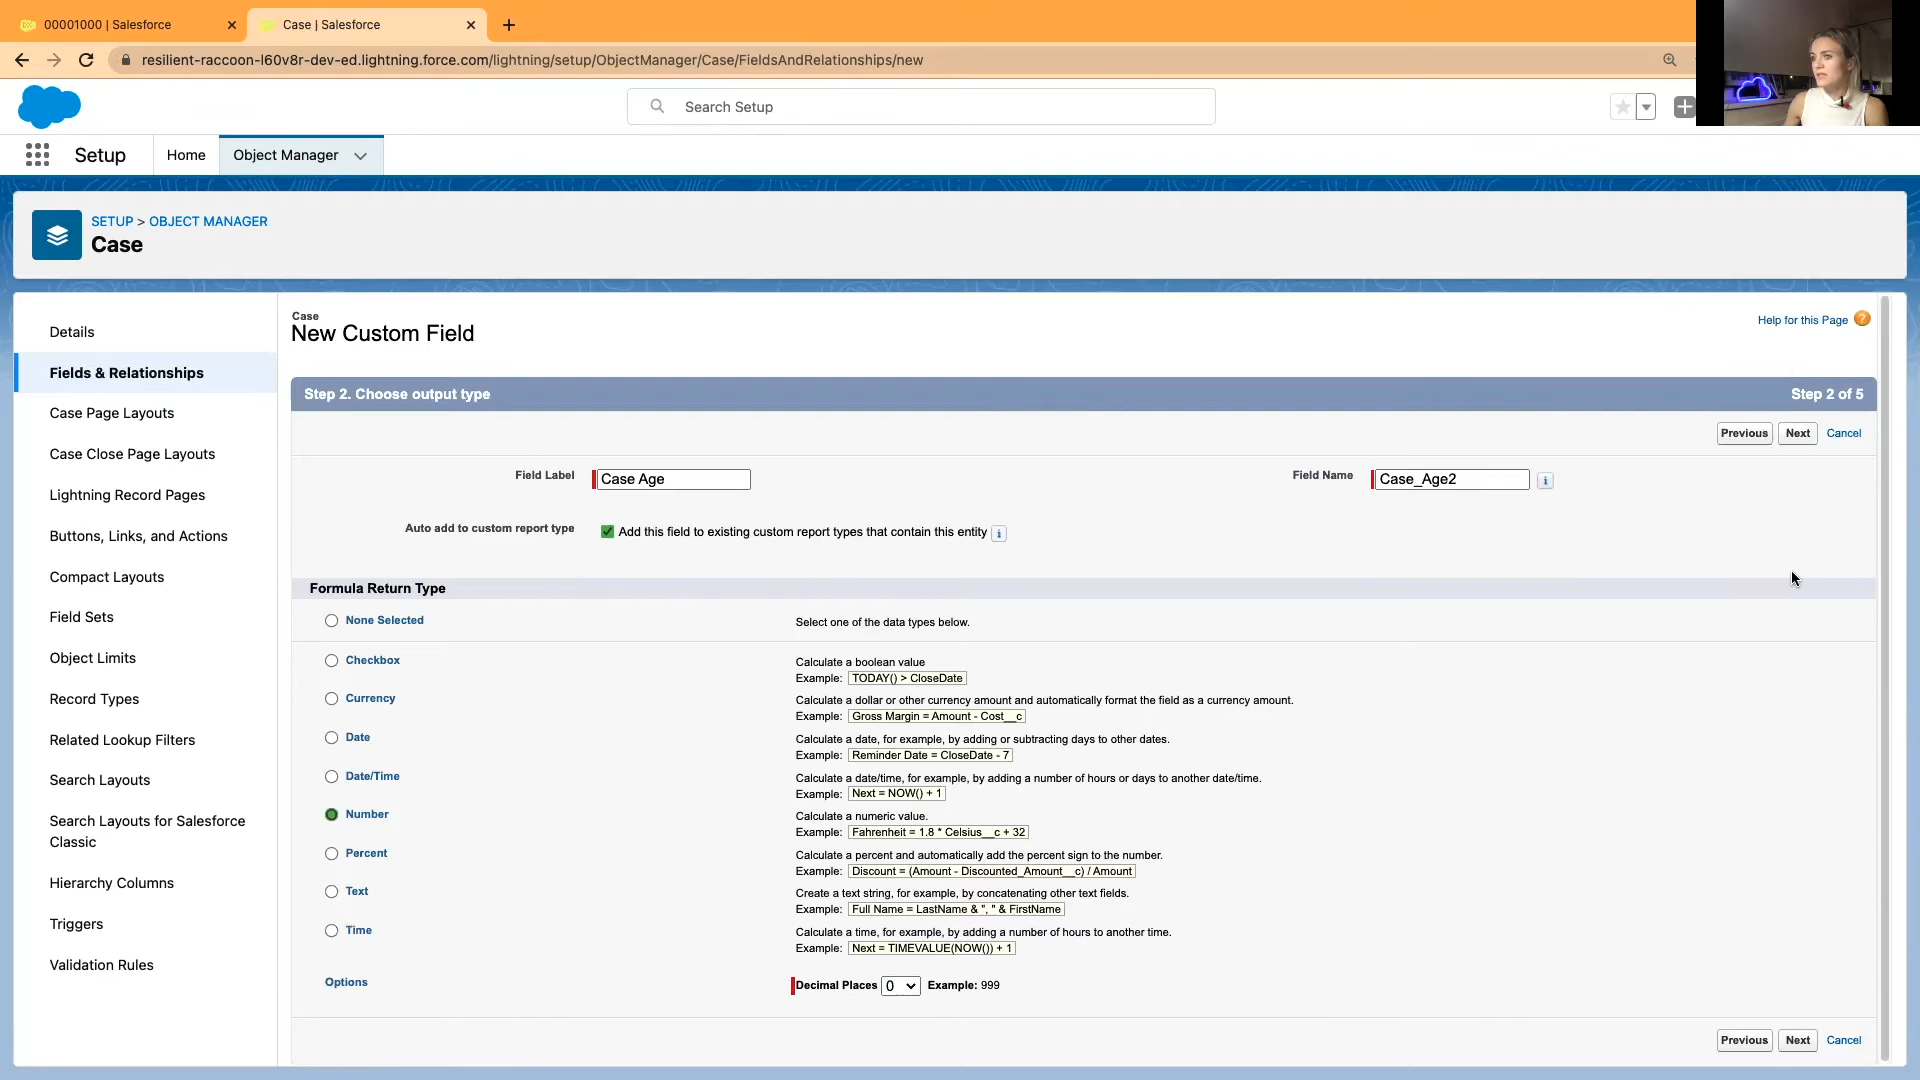 00001000 | Salesforce
Case | Salesforce
resilient-raccoon-l60v8r-dev-ed.lightning.force.com/lightning/setup/ObjectManager/Case/FieldsAndRelationships/new
Search Setup
Setup
Home
Object Manager
SETUP > OBJECT MANAGER
Case
Details
Fields & Relationships
Case Page Layouts
Case Close Page Layouts
Lightning Record Pages
Buttons, Links, and Actions
Compact Layouts
Field Sets
Object Limits
Record Types
Related Lookup Filters
Search Layouts
Search Layouts for Salesforce
Classic
Hierarchy Columns
Triggers
Validation Rules
Case
New Custom Field
Help for this Page ?
Step 2. Choose output type
Step 2 of 5
Previous Next Cancel
Field Label Case Age
Field Name Case_Age2 i
Auto add to custom report type Add this field to existing custom report types that contain this entity i
Formula Return Type
None Selected Select one of the data types below.
Checkbox Calculate a boolean value
Example: TODAY() > CloseDate
Currency Calculate a dollar or other currency amount and automatically format the field as a currency amount.
Example: Gross Margin = Amount - Cost__c
Date Calculate a date, for example, by adding or subtracting days to other dates.
Example: Reminder Date = CloseDate - 7
Date/Time Calculate a date/time, for example, by adding a number of hours or days to another date/time.
Example: Next = NOW() + 1
Number Calculate a numeric value.
Example: Fahrenheit = 1.8 * Celsius__c + 32
Percent Calculate a percent and automatically add the percent sign to the number.
Example: Discount = (Amount - Discounted_Amount__c) / Amount
Text Create a text string, for example, by concatenating other text fields.
Example: Full Name = LastName & ", " & FirstName
Time Calculate a time, for example, by adding a number of hours to another time.
Example: Next = TIMEVALUE(NOW()) + 1
Options Decimal Places 0 Example: 999
Previous Next Cancel